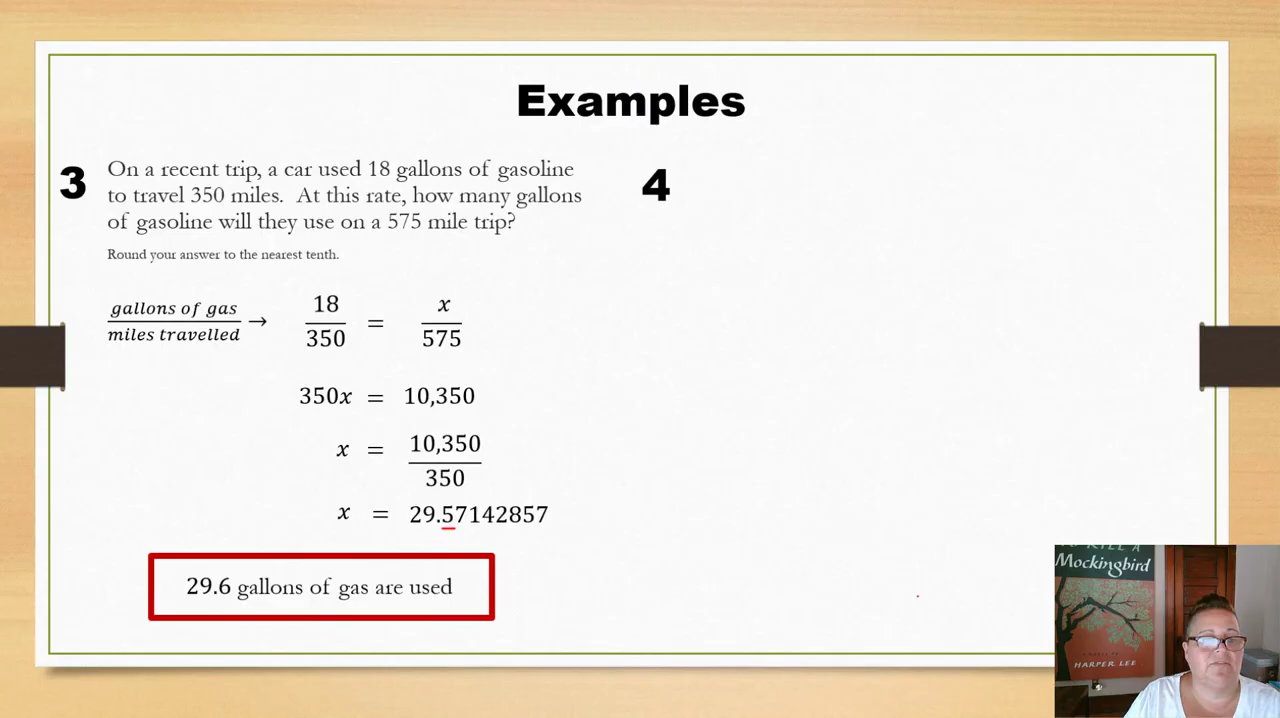 Examples
3
On a recent trip, a car used 18 gallons of gasoline
to travel 350 miles. At this rate, how many gallons
of gasoline will they use on a 575 mile trip?
Round your answer to the nearest tenth.
gallons of gas
miles travelled → 18/350 = x/575
350x = 10,350
x = 10,350/350
x = 29.57142857
29.6 gallons of gas are used
4
TO KILL A
Mockingbird
HARPER LEE